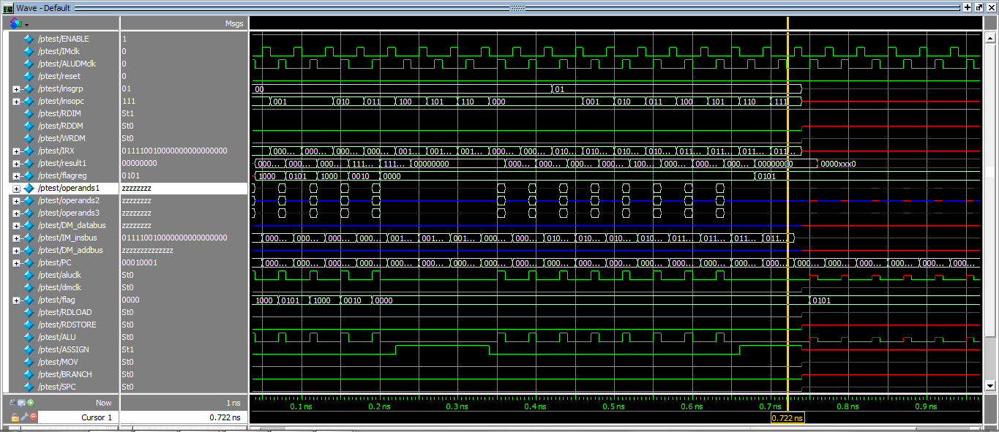 Wave - Default
Msgs
/ptest/ENABLE 1
/ptest/IMclk 0
/ptest/ALUDMclk 0
/ptest/reset 0
/ptest/insgrp 01 00 01
/ptest/insopc 111 001 010 011 100 101 110 000 001 010 011 100 101 110 111
/ptest/RDIM St1
/ptest/RDDM St0
/ptest/WRDM St0
/ptest/IRX 011110010000000000000000 000... 000... 000... 000... 001... 001... 001... 000... 000... 010... 010... 010... 010... 011... 011... 011... 011...
/ptest/result1 00000000 000... 000... 000... 111... 111... 00000000 000... 000... 000... 000... 100... 000... 000... 000... 00000000 0000xxx0
/ptest/flagreg 0101 1000 0101 1000 0010 0000 0101
/ptest/operands1 zzzzzzzz
/ptest/operands2 zzzzzzzz
/ptest/operands3 zzzzzzzz
/ptest/DM_databus zzzzzzzz
/ptest/IM_insbus 011110010000000000000000 000... 000... 000... 000... 001... 001... 001... 000... 000... 010... 010... 010... 010... 011... 011... 011... 011...
/ptest/DM_addbus zzzzzzzzzzzzzz
/ptest/PC 00010001 000... 000... 000... 000... 000... 000... 000... 000... 000... 000... 000... 000... 000... 000... 000... 000... 000... 000... 000... 000... 000... 000... 000...
/ptest/aluclk St0
/ptest/dmclk St0
/ptest/flag 0000 1000 0101 1000 0010 0000 0101
/ptest/RDLOAD St0
/ptest/RDSTORE St0
/ptest/ALU St0
/ptest/ASSIGN St1
/ptest/MOV St0
/ptest/BRANCH St0
/ptest/SPC St0
Now 1 ns 0.1 ns 0.2 ns 0.3 ns 0.4 ns 0.5 ns 0.6 ns 0.7 ns 0.8 ns 0.9 ns
Cursor 1 0.722 ns 0.722 ns